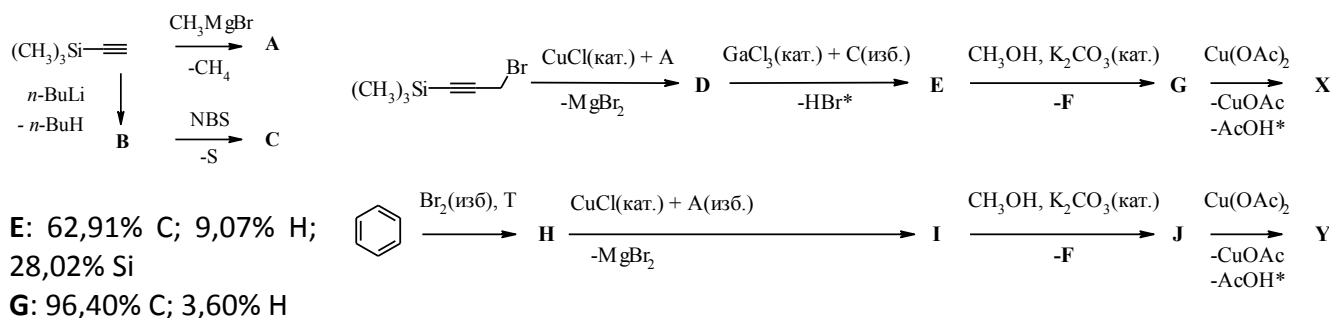 (CH₃)₃Si
CH₃MgBr
-CH₄
A
n-BuLi
- n-BuH
B
NBS
-S
C
(CH₃)₃Si
Br
CuCl(кат.) + A
-MgBr₂
D
GaCl₃(кат.) + C(изб.)
-HBr*
E
CH₃OH, K₂CO₃(кат.)
-F
G
Cu(OAc)₂
-CuOAc
-AcOH*
X
E: 62,91% C; 9,07% H;
28,02% Si
G: 96,40% C; 3,60% H
Br₂(изб), T
H
CuCl(кат.) + A(изб.)
-MgBr₂
I
CH₃OH, K₂CO₃(кат.)
-F
J
Cu(OAc)₂
-CuOAc
-AcOH*
Y